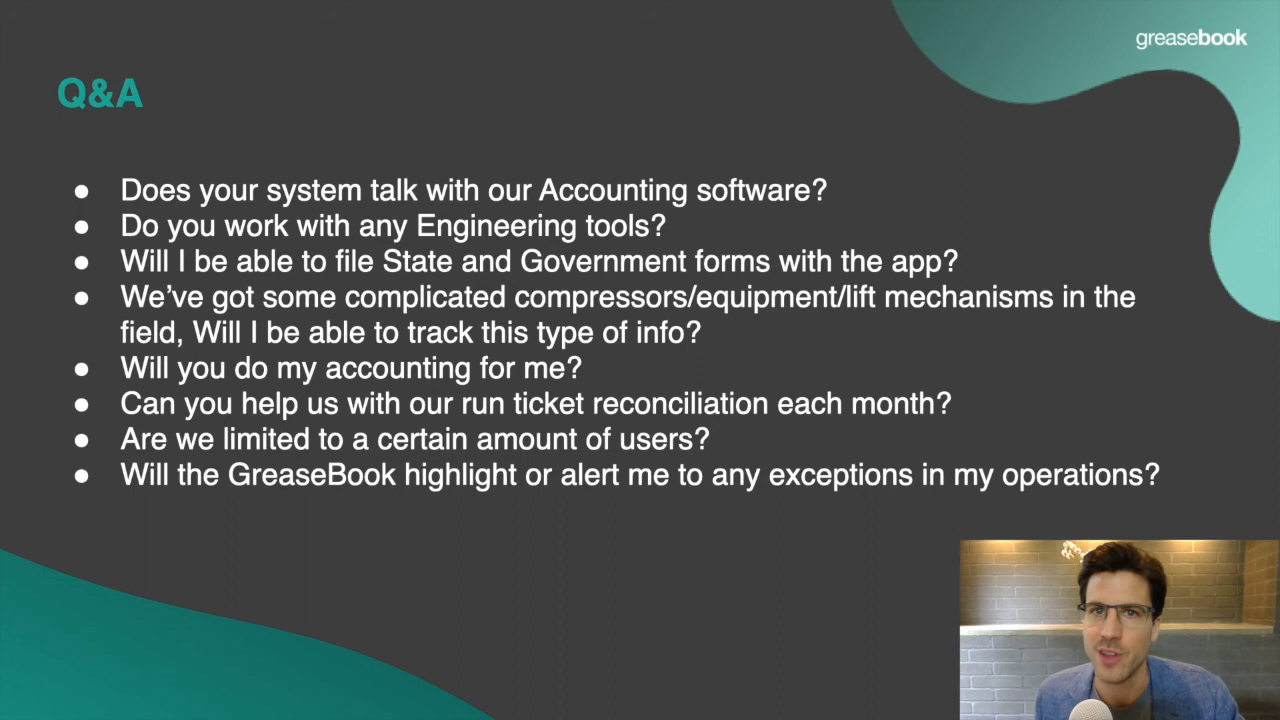 greasebook
Q&A
● Does your system talk with our Accounting software?
● Do you work with any Engineering tools?
● Will I be able to file State and Government forms with the app?
● We’ve got some complicated compressors/equipment/lift mechanisms in the
field, Will I be able to track this type of info?
● Will you do my accounting for me?
● Can you help us with our run ticket reconciliation each month?
● Are we limited to a certain amount of users?
● Will the GreaseBook highlight or alert me to any exceptions in my operations?